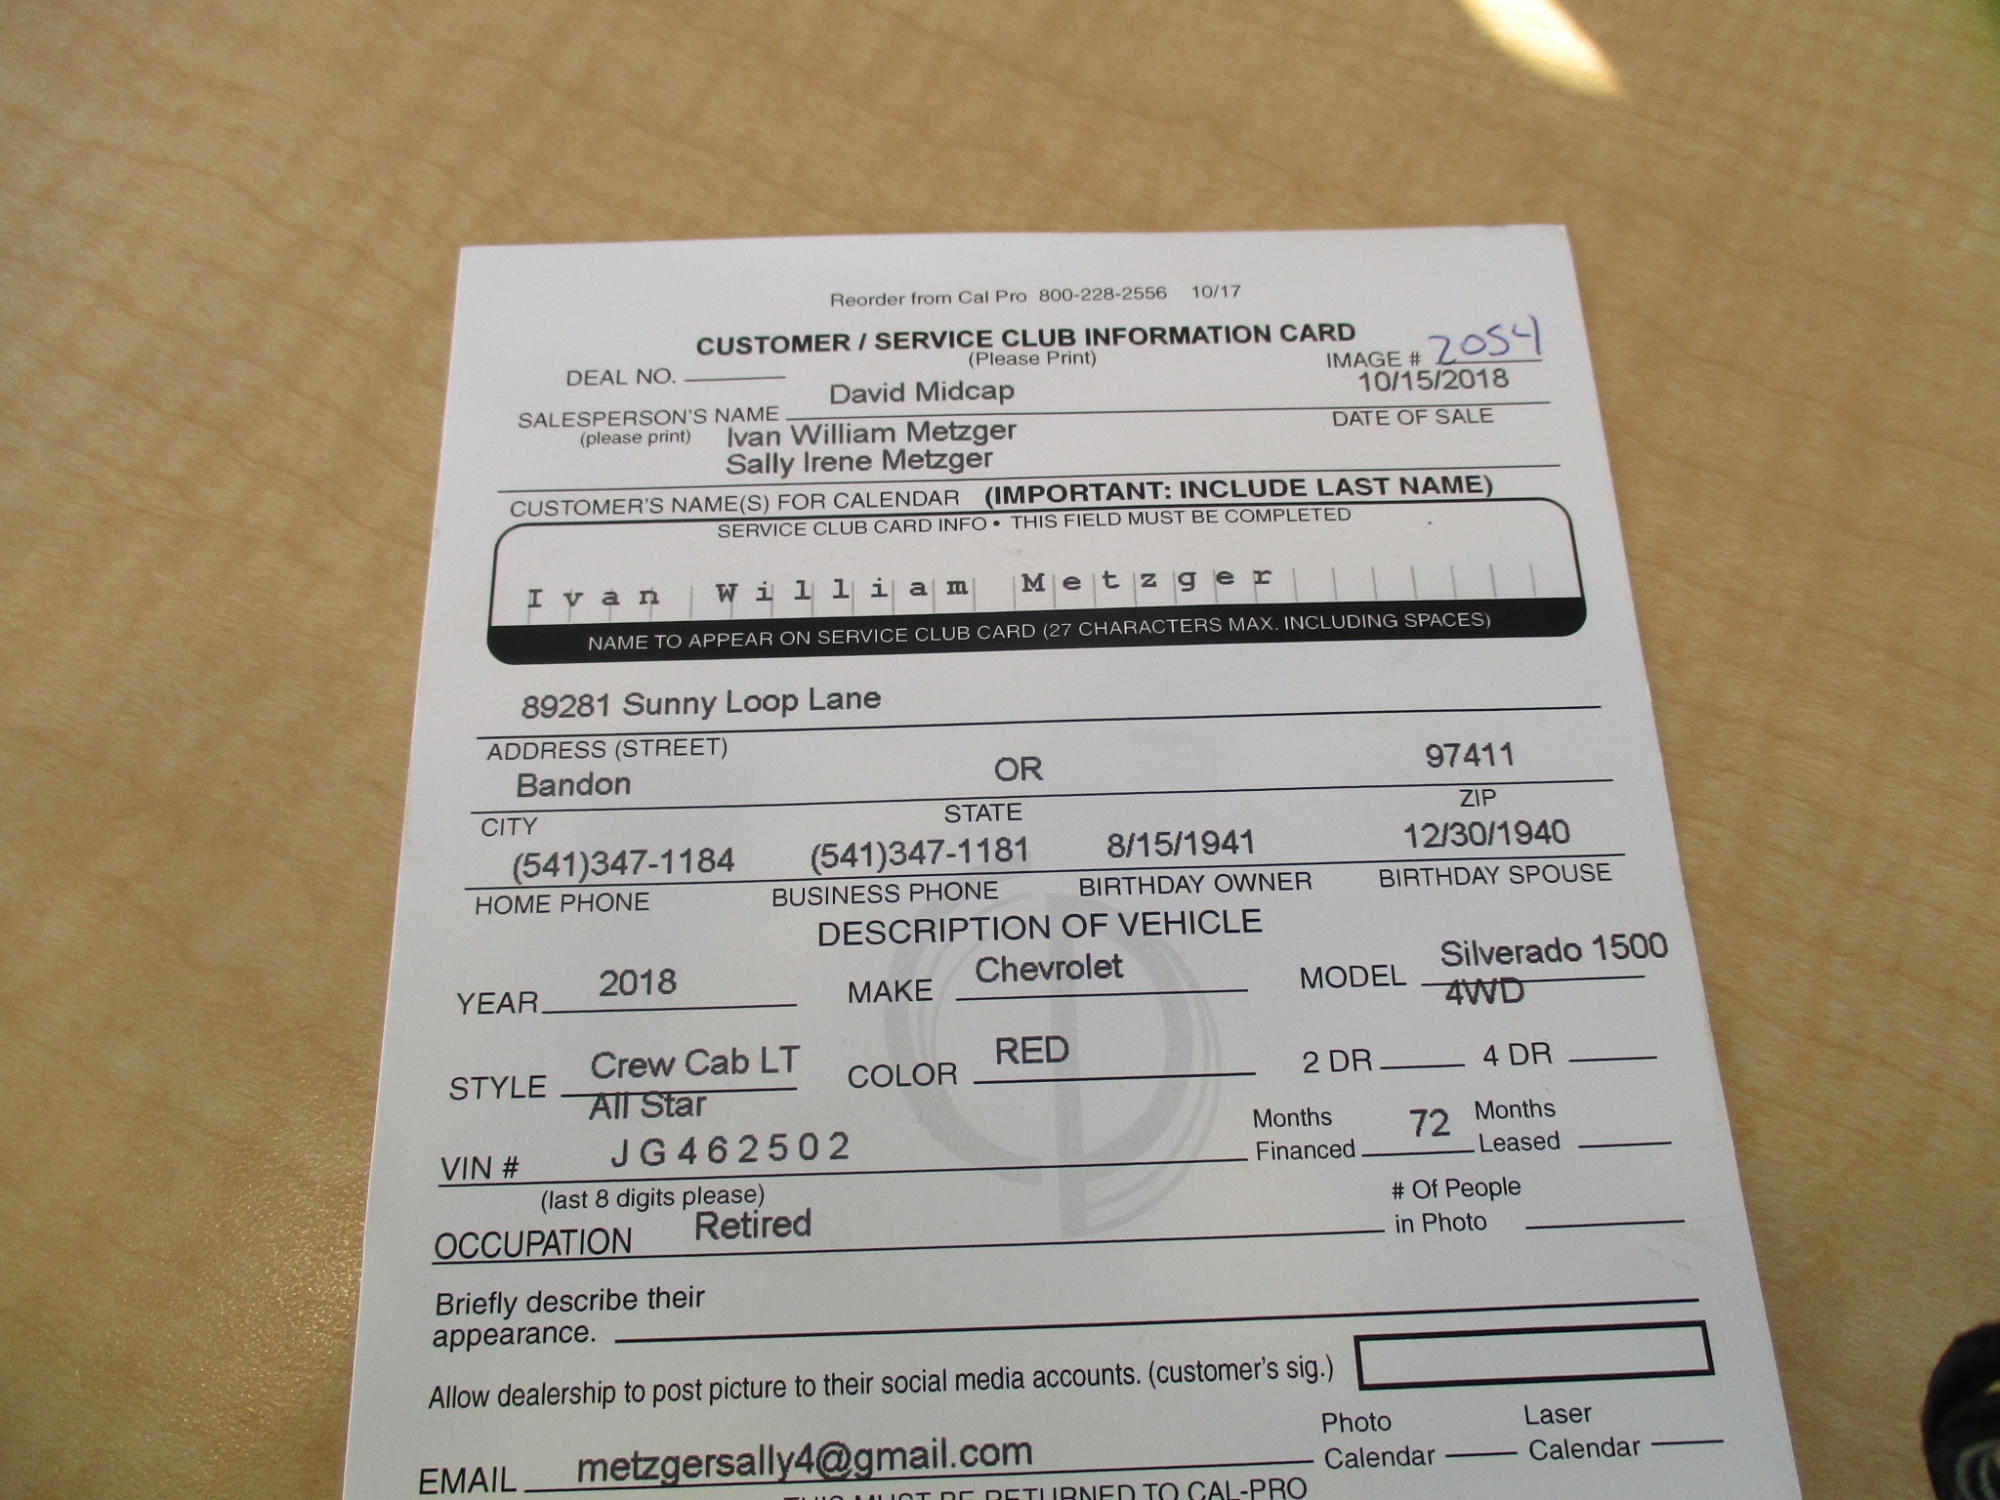 Reorder from Cal Pro 800-228-2556 10/17
CUSTOMER / SERVICE CLUB INFORMATION CARD
(Please Print)
IMAGE # 2054
DEAL NO.
David Midcap 10/15/2018
SALESPERSON'S NAME DATE OF SALE
(please print)
Ivan William Metzger
Sally Irene Metzger
CUSTOMER'S NAME(S) FOR CALENDAR (IMPORTANT: INCLUDE LAST NAME)
SERVICE CLUB CARD INFO • THIS FIELD MUST BE COMPLETED
Ivan William Metzger
NAME TO APPEAR ON SERVICE CLUB CARD (27 CHARACTERS MAX. INCLUDING SPACES)
89281 Sunny Loop Lane
ADDRESS (STREET)
Bandon OR 97411
CITY STATE ZIP
(541)347-1184 (541)347-1181 8/15/1941 12/30/1940
HOME PHONE BUSINESS PHONE BIRTHDAY OWNER BIRTHDAY SPOUSE
DESCRIPTION OF VEHICLE
YEAR 2018 MAKE Chevrolet MODEL Silverado 1500
4WD
STYLE Crew Cab LT COLOR RED 2 DR 4 DR
All Star
VIN # JG462502 Months Financed 72 Months Leased
(last 8 digits please)
OCCUPATION Retired # Of People in Photo
Briefly describe their
appearance.
Allow dealership to post picture to their social media accounts. (customer's sig.)
EMAIL metzgersally4@gmail.com Photo Calendar Laser Calendar
THIS MUST BE RETURNED TO CAL-PRO